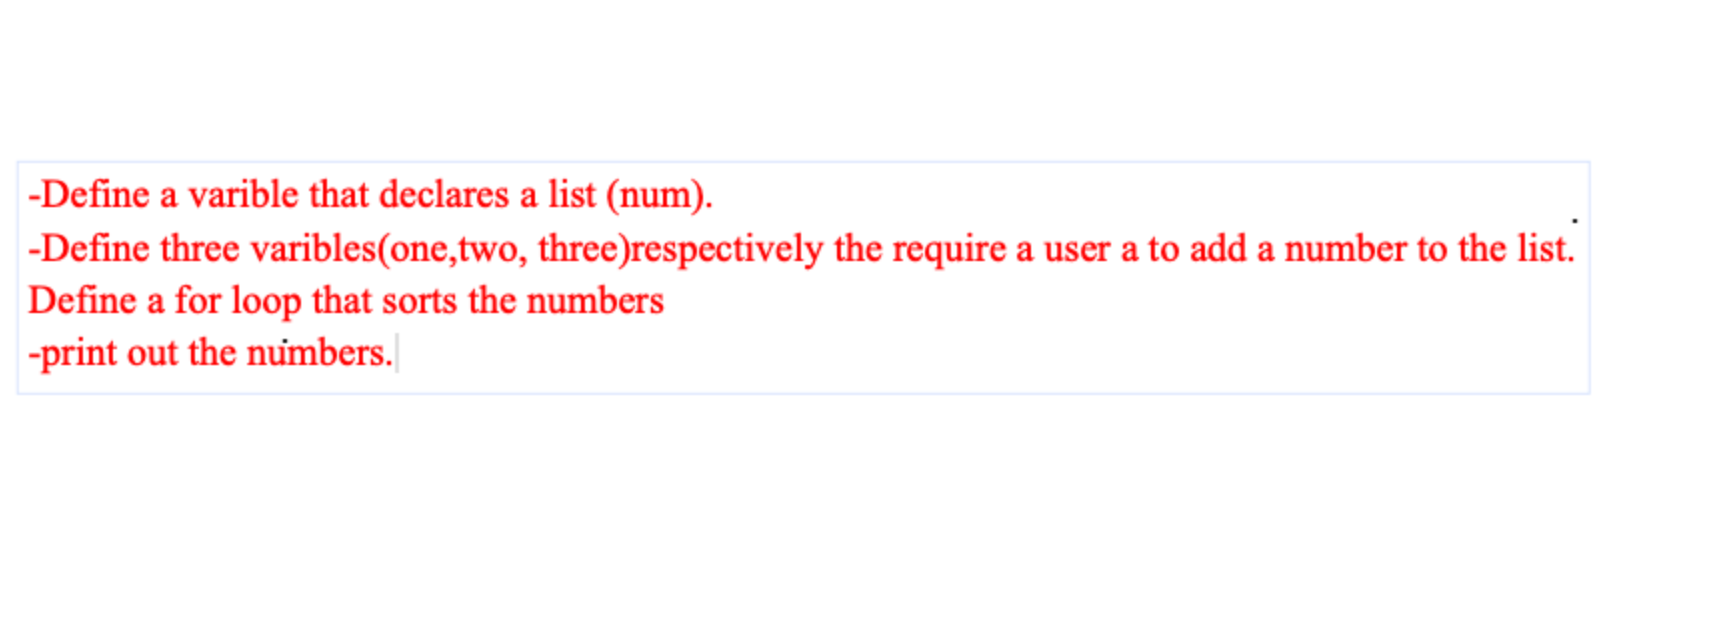 -Define a varible that declares a list (num).
-Define three varibles(one,two, three)respectively the require a user a to add a number to the list.
Define a for loop that sorts the numbers
-print out the numbers.